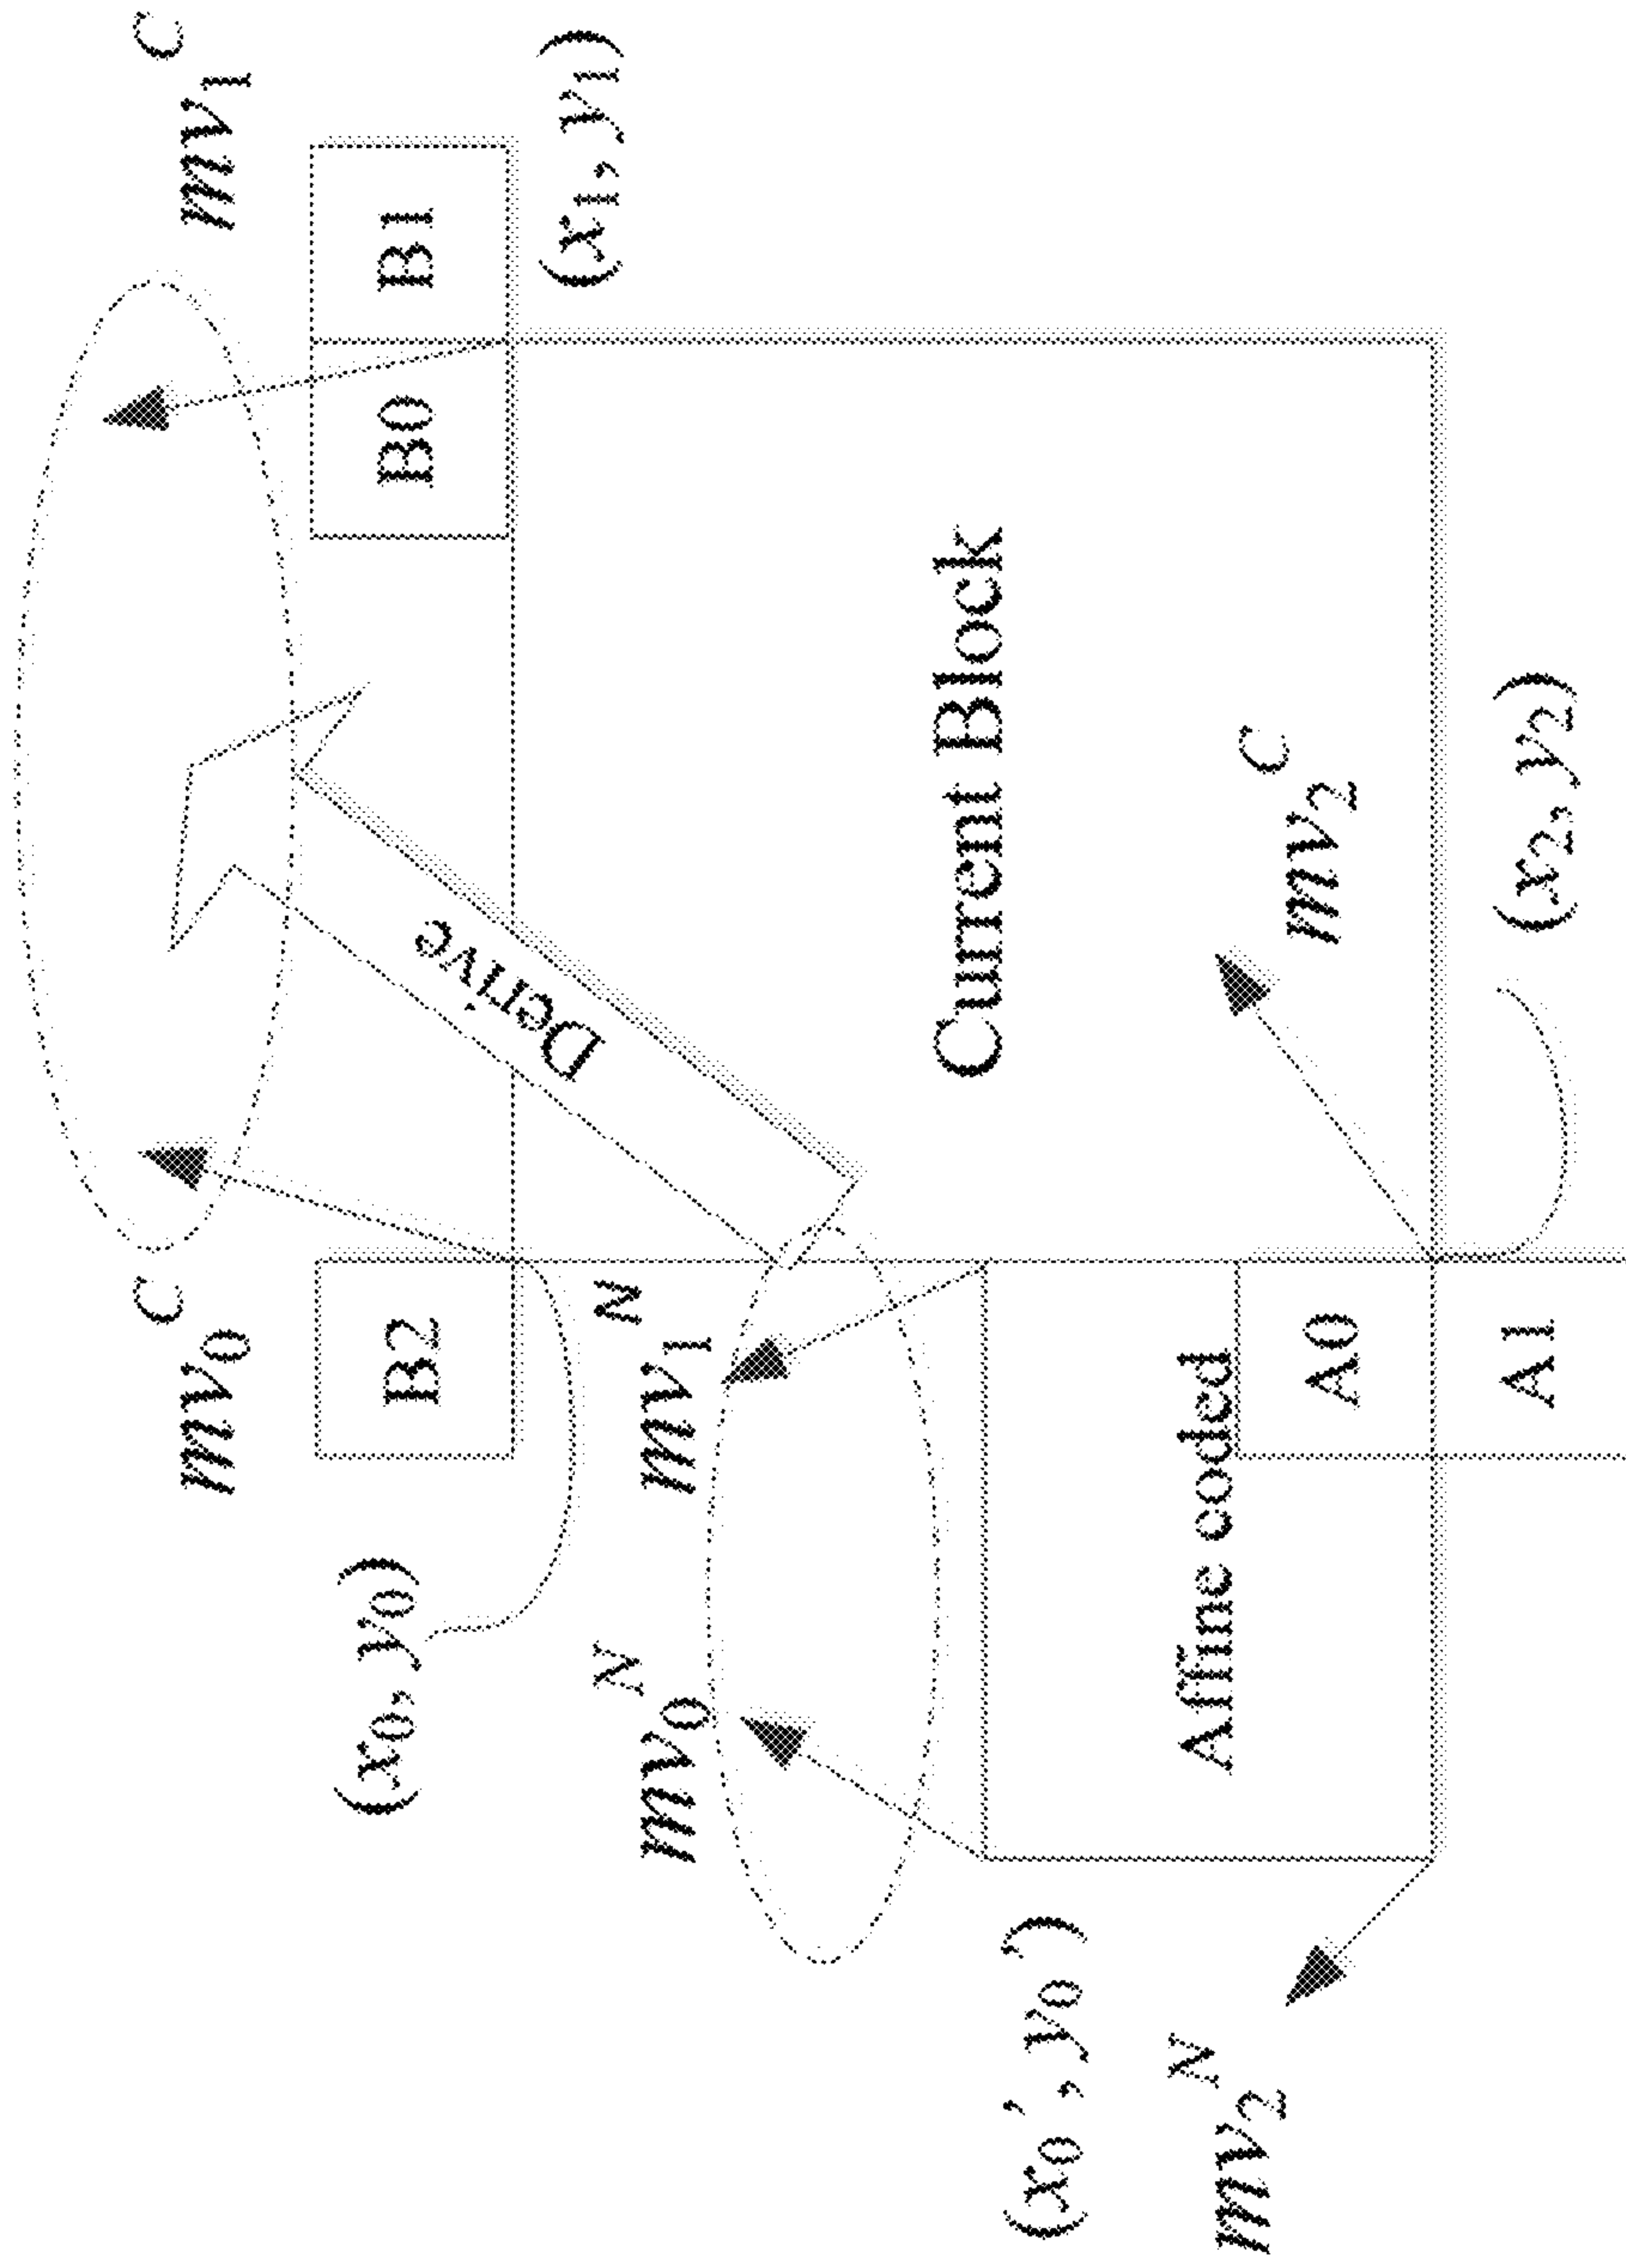 mv₀ᶜ
mv₁ᶜ
(x₀, y₀)
B2
B0
B1
(x₁, y₁)
mv₀ᴺ
mv₁ᴺ
Derive
Current Block
(x₀', y₀')
mv₂ᴺ
Affine coded
A0
mv₂ᶜ
A1
(x₂, y₂)